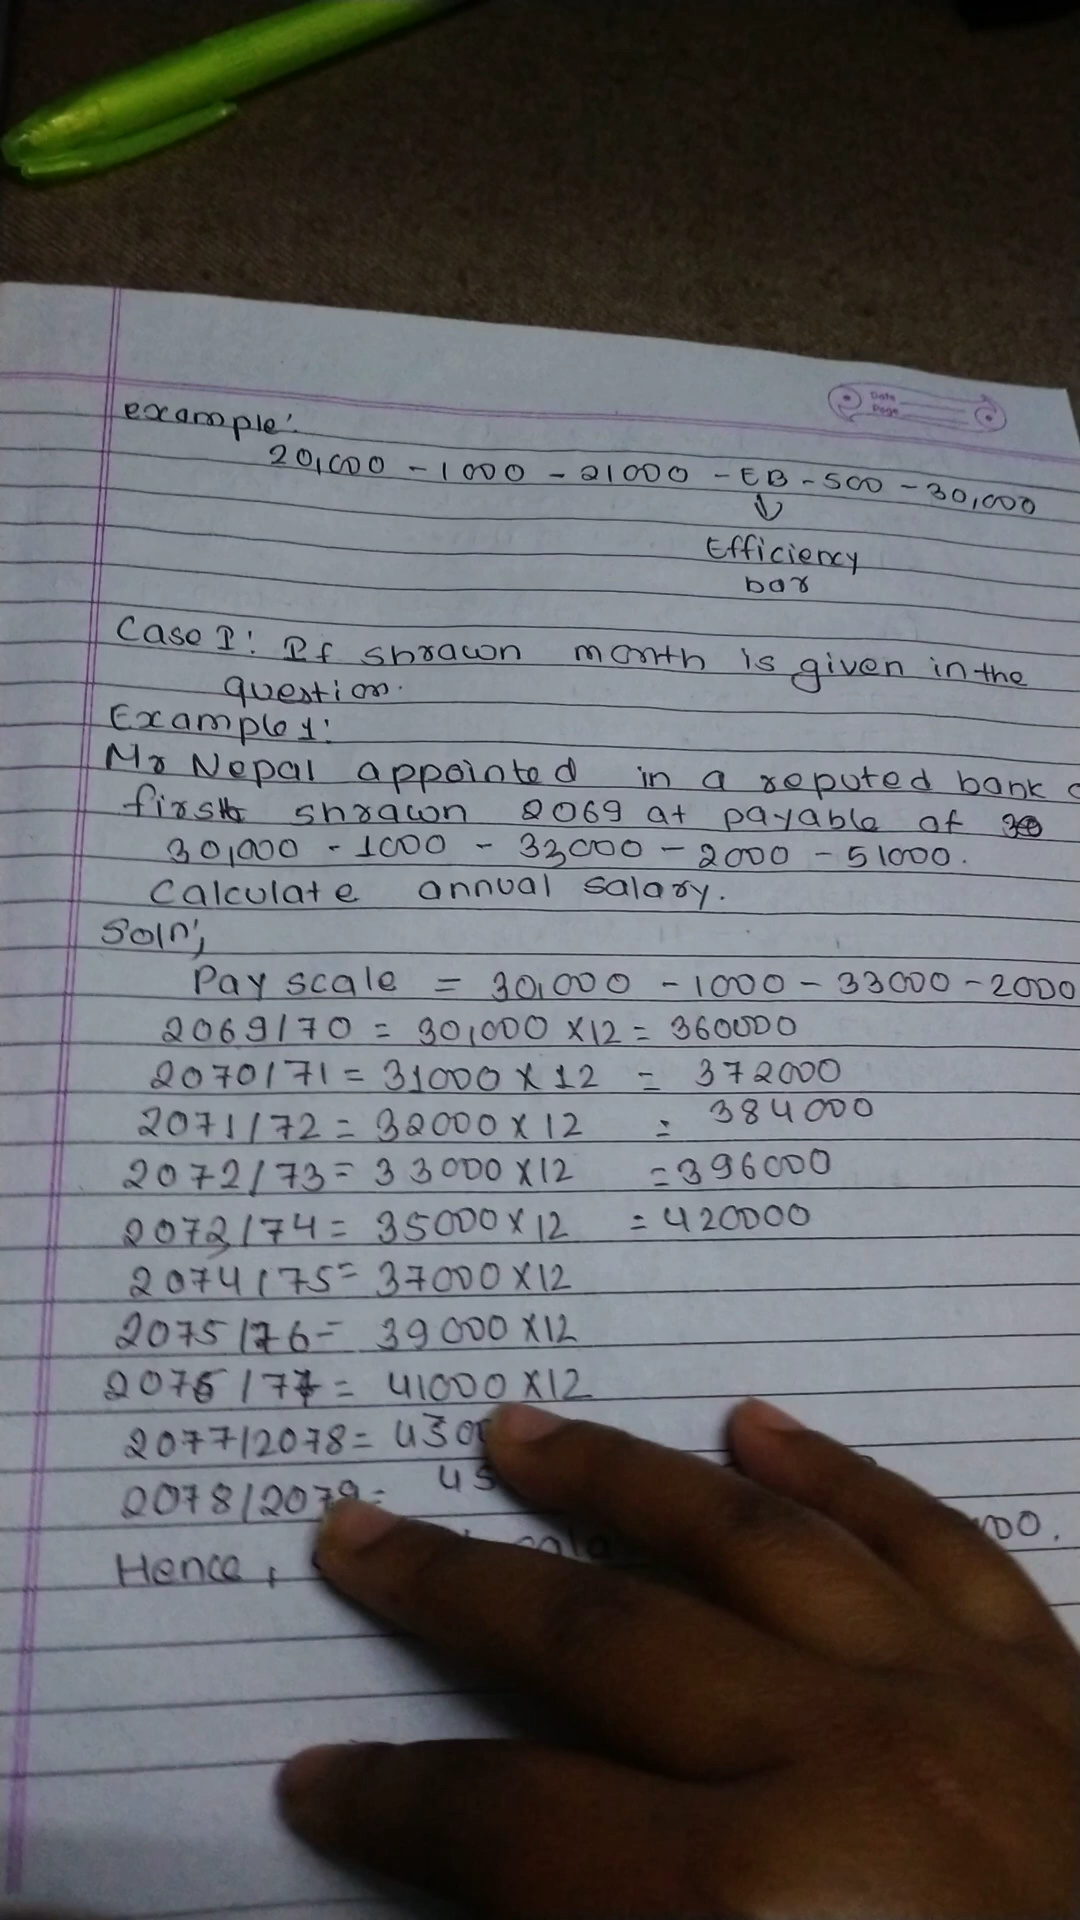 Date
Page
example:
20,000 - 1000 - 21000 - EB - 500 - 30,000
Efficiency
bar
Case I: If shrawn month is given in the
question.
Example 1:
Mr Nepal appointed in a reputed bank
first shrawn 2069 at payable of
30,000 - 1000 - 33000 - 2000 - 51000.
Calculate annual salary.
Soln;
Pay scale = 30,000 - 1000 - 33000 - 2000
2069/70 = 30,000 x 12 = 360000
2070/71 = 31000 x 12 = 372000
2071/72 = 32000 x 12 = 384000
2072/73 = 33000 x 12 = 396000
2073/74 = 35000 x 12 = 420000
2074/75 = 37000 x 12
2075/76 = 39000 x 12
2076/77 = 41000 x 12
2077/2078 =
2078/2079 =
Hence,